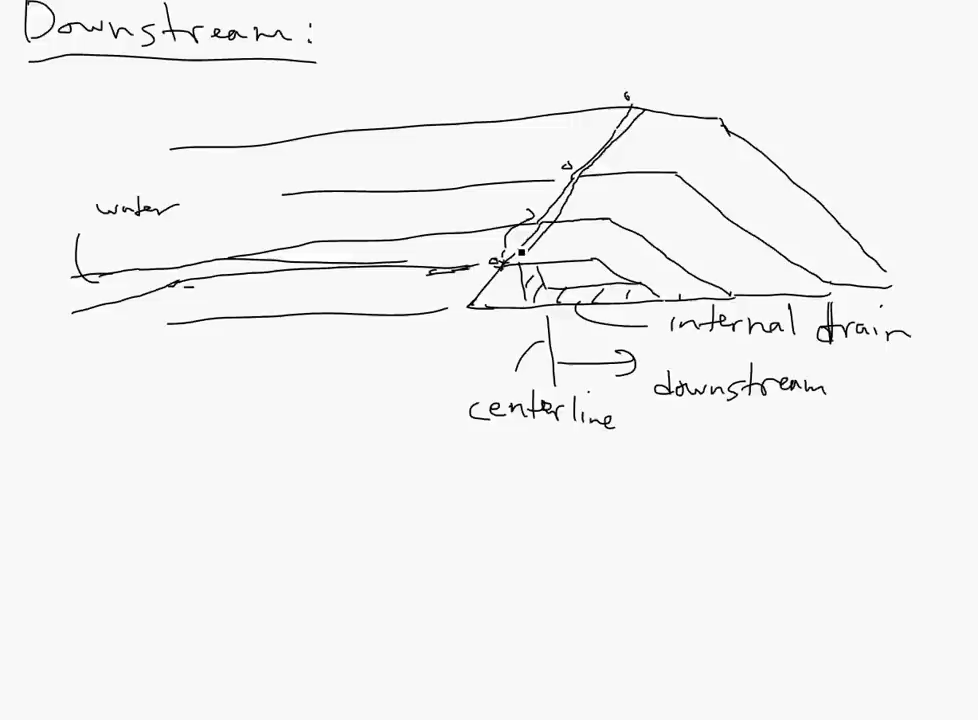 Downstream:
water
internal drain
downstream
centerline